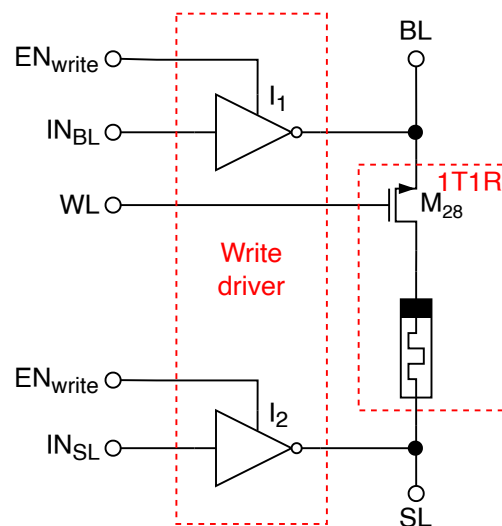 BL
EN_write
I_1
IN_BL
1T1R
WL
M_28
Write
driver
EN_write
I_2
IN_SL
SL